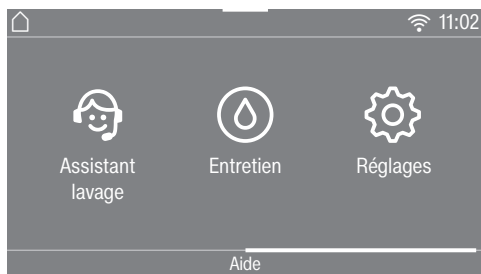 11:02
Assistant
lavage
Entretien
Réglages
Aide